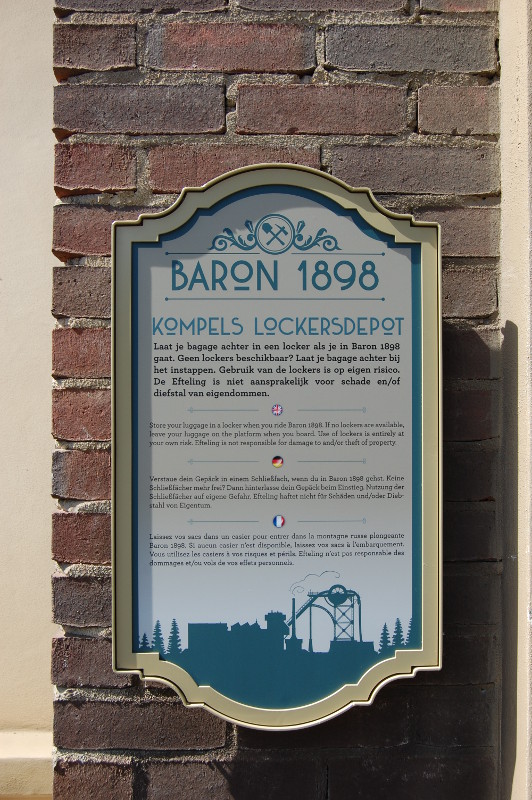 BARON 1898
KOMPELS LOCKERSDEPOT
Laat je bagage achter in een locker als je in Baron 1898
gaat. Geen lockers beschikbaar? Laat je bagage achter bij
het instappen. Gebruik van de lockers is op eigen risico.
De Efteling is niet aansprakelijk voor schade en/of
diefstal van eigendommen.
Store your luggage in a locker when you ride Baron 1898. If no lockers are available,
leave your luggage on the platform when you board. Use of lockers is entirely at
your own risk. Efteling is not responsible for damage to and/or theft of property.
Verstaue dein Gepäck in einem Schließfach, wenn du in Baron 1898 gehst. Keine
Schließfächer mehr frei? Dann hinterlasse dein Gepäck beim Einstieg. Nutzung der
Schließfächer auf eigene Gefahr. Efteling haftet nicht für Schäden und/oder Dieb-
stahl von Eigentum.
Laissez vos sacs dans un casier pour entrer dans la montagne russe plongeante
Baron 1898. Si aucun casier n'est disponible, laissez vos sacs à l'embarquement.
Vous utilisez les casiers à vos risques et périls. Efteling n'est pas responsable des
dommages et/ou vols de vos effets personnels.